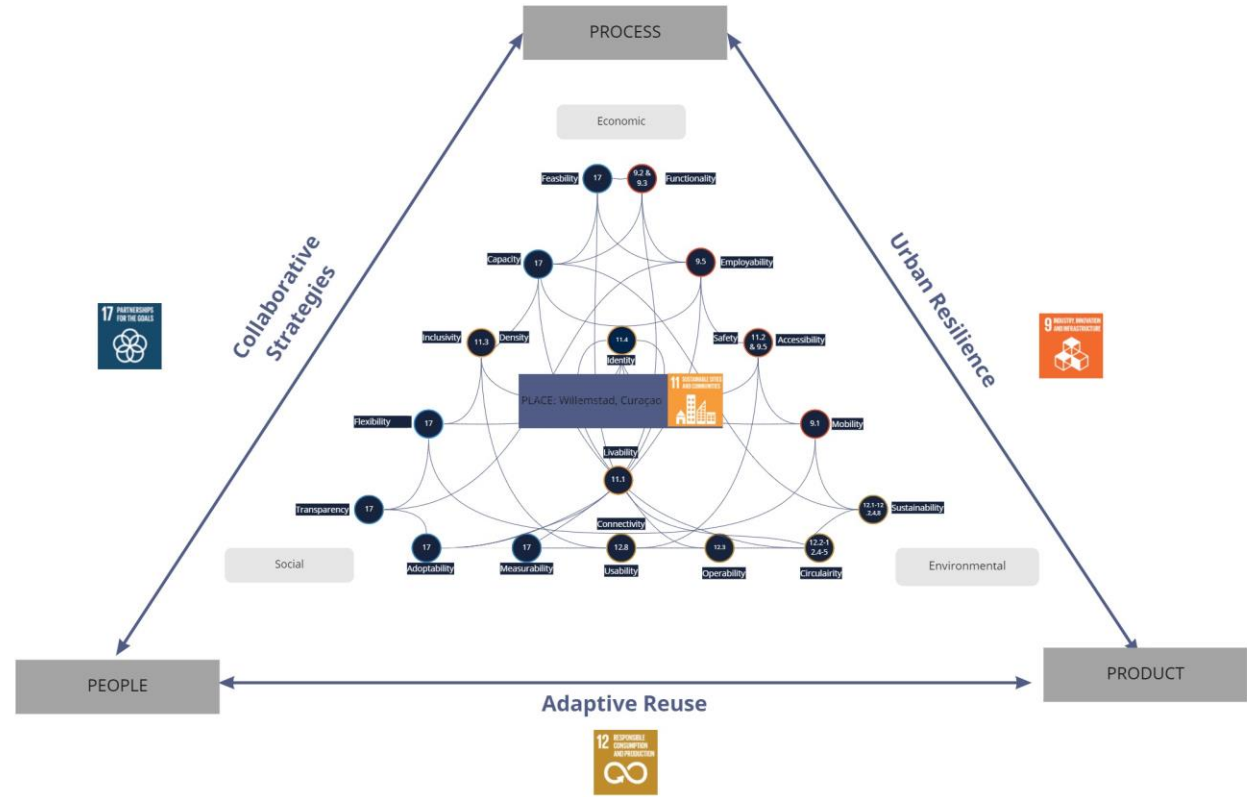 PROCESS
Economic
Feasbility
17
9.2 &
9.3
Functionality
Capacity
17
9.5
Employability
Collaborative
Strategies
Urban Resilience
17 PARTNERSHIPS
FOR THE GOALS
9 INDUSTRY, INNOVATION
AND INFRASTRUCTURE
Inclusivity
11.3
Density
11.4
Identity
Safety
11.2
& 9.5
Accessibility
PLACE: Willemstad, Curaçao
11 SUSTAINABLE CITIES
AND COMMUNITIES
Flexibility
17
9.1
Mobility
Livability
11.1
Transparency
17
12.1-12
.2,4,8
Sustainability
Connectivity
17
Adoptability
17
Measurability
12.8
Usability
12.3
Operability
12.2-1
2.4-5
Circulairity
Social
Environmental
PEOPLE
PRODUCT
Adaptive Reuse
12 RESPONSIBLE
CONSUMPTION
AND PRODUCTION